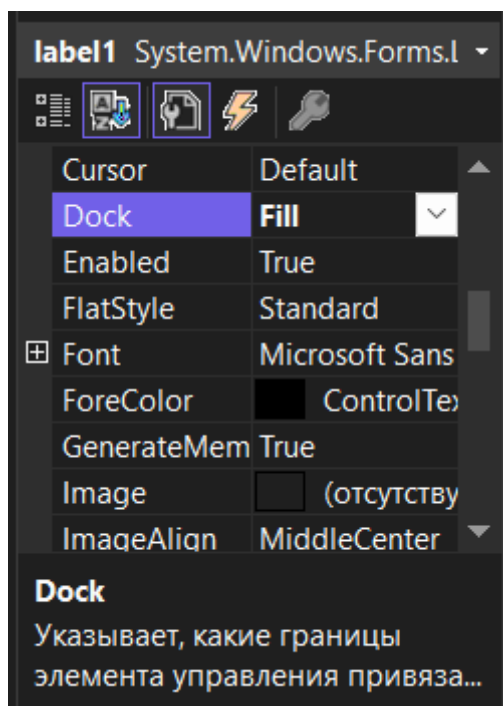 label1 System.Windows.Forms.L
Cursor Default
Dock Fill
Enabled True
FlatStyle Standard
Font Microsoft Sans
ForeColor ControlTex
GenerateMem True
Image (отсутству
ImageAlign MiddleCenter
Dock
Указывает, какие границы
элемента управления привяза...